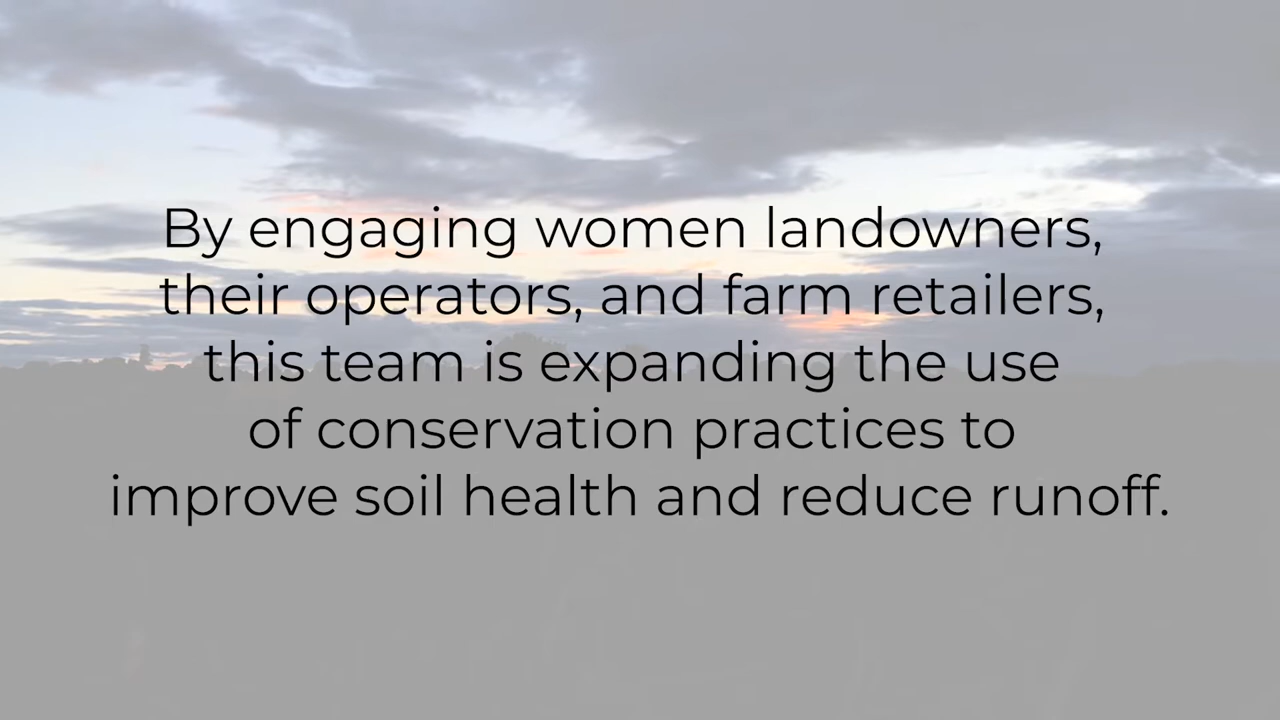 By engaging women landowners,
their operators, and farm retailers,
this team is expanding the use
of conservation practices to
improve soil health and reduce runoff.